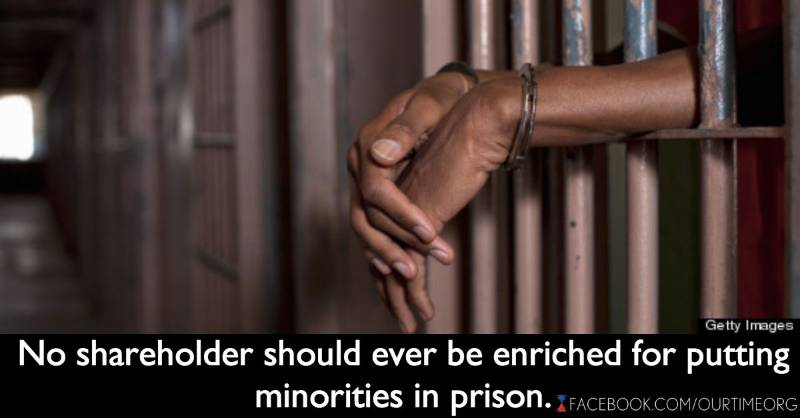 Getty Images
No shareholder should ever be enriched for putting
minorities in prison.
FACEBOOK.COM/OURTIMEORG